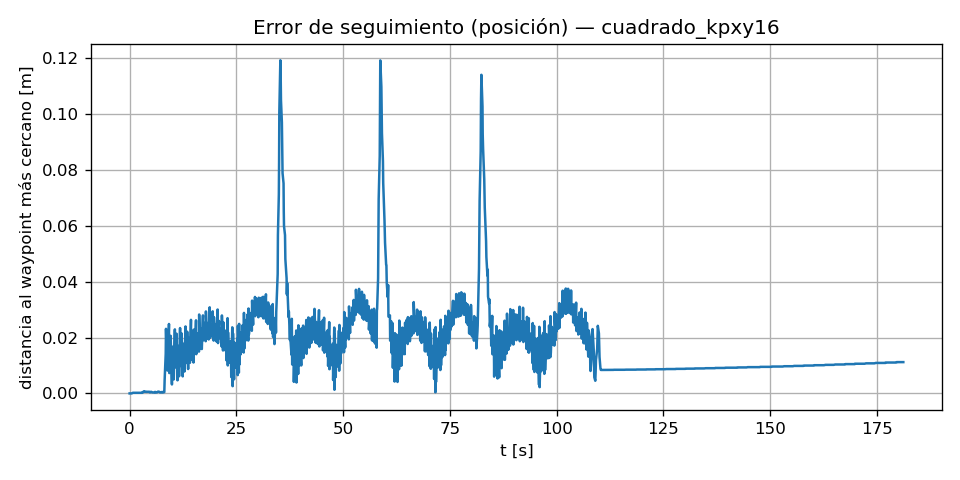 Error de seguimiento (posición) — cuadrado_kpxy16
distancia al waypoint más cercano [m]
0.12
0.10
0.08
0.06
0.04
0.02
0.00
0 25 50 75 100 125 150 175
t [s]